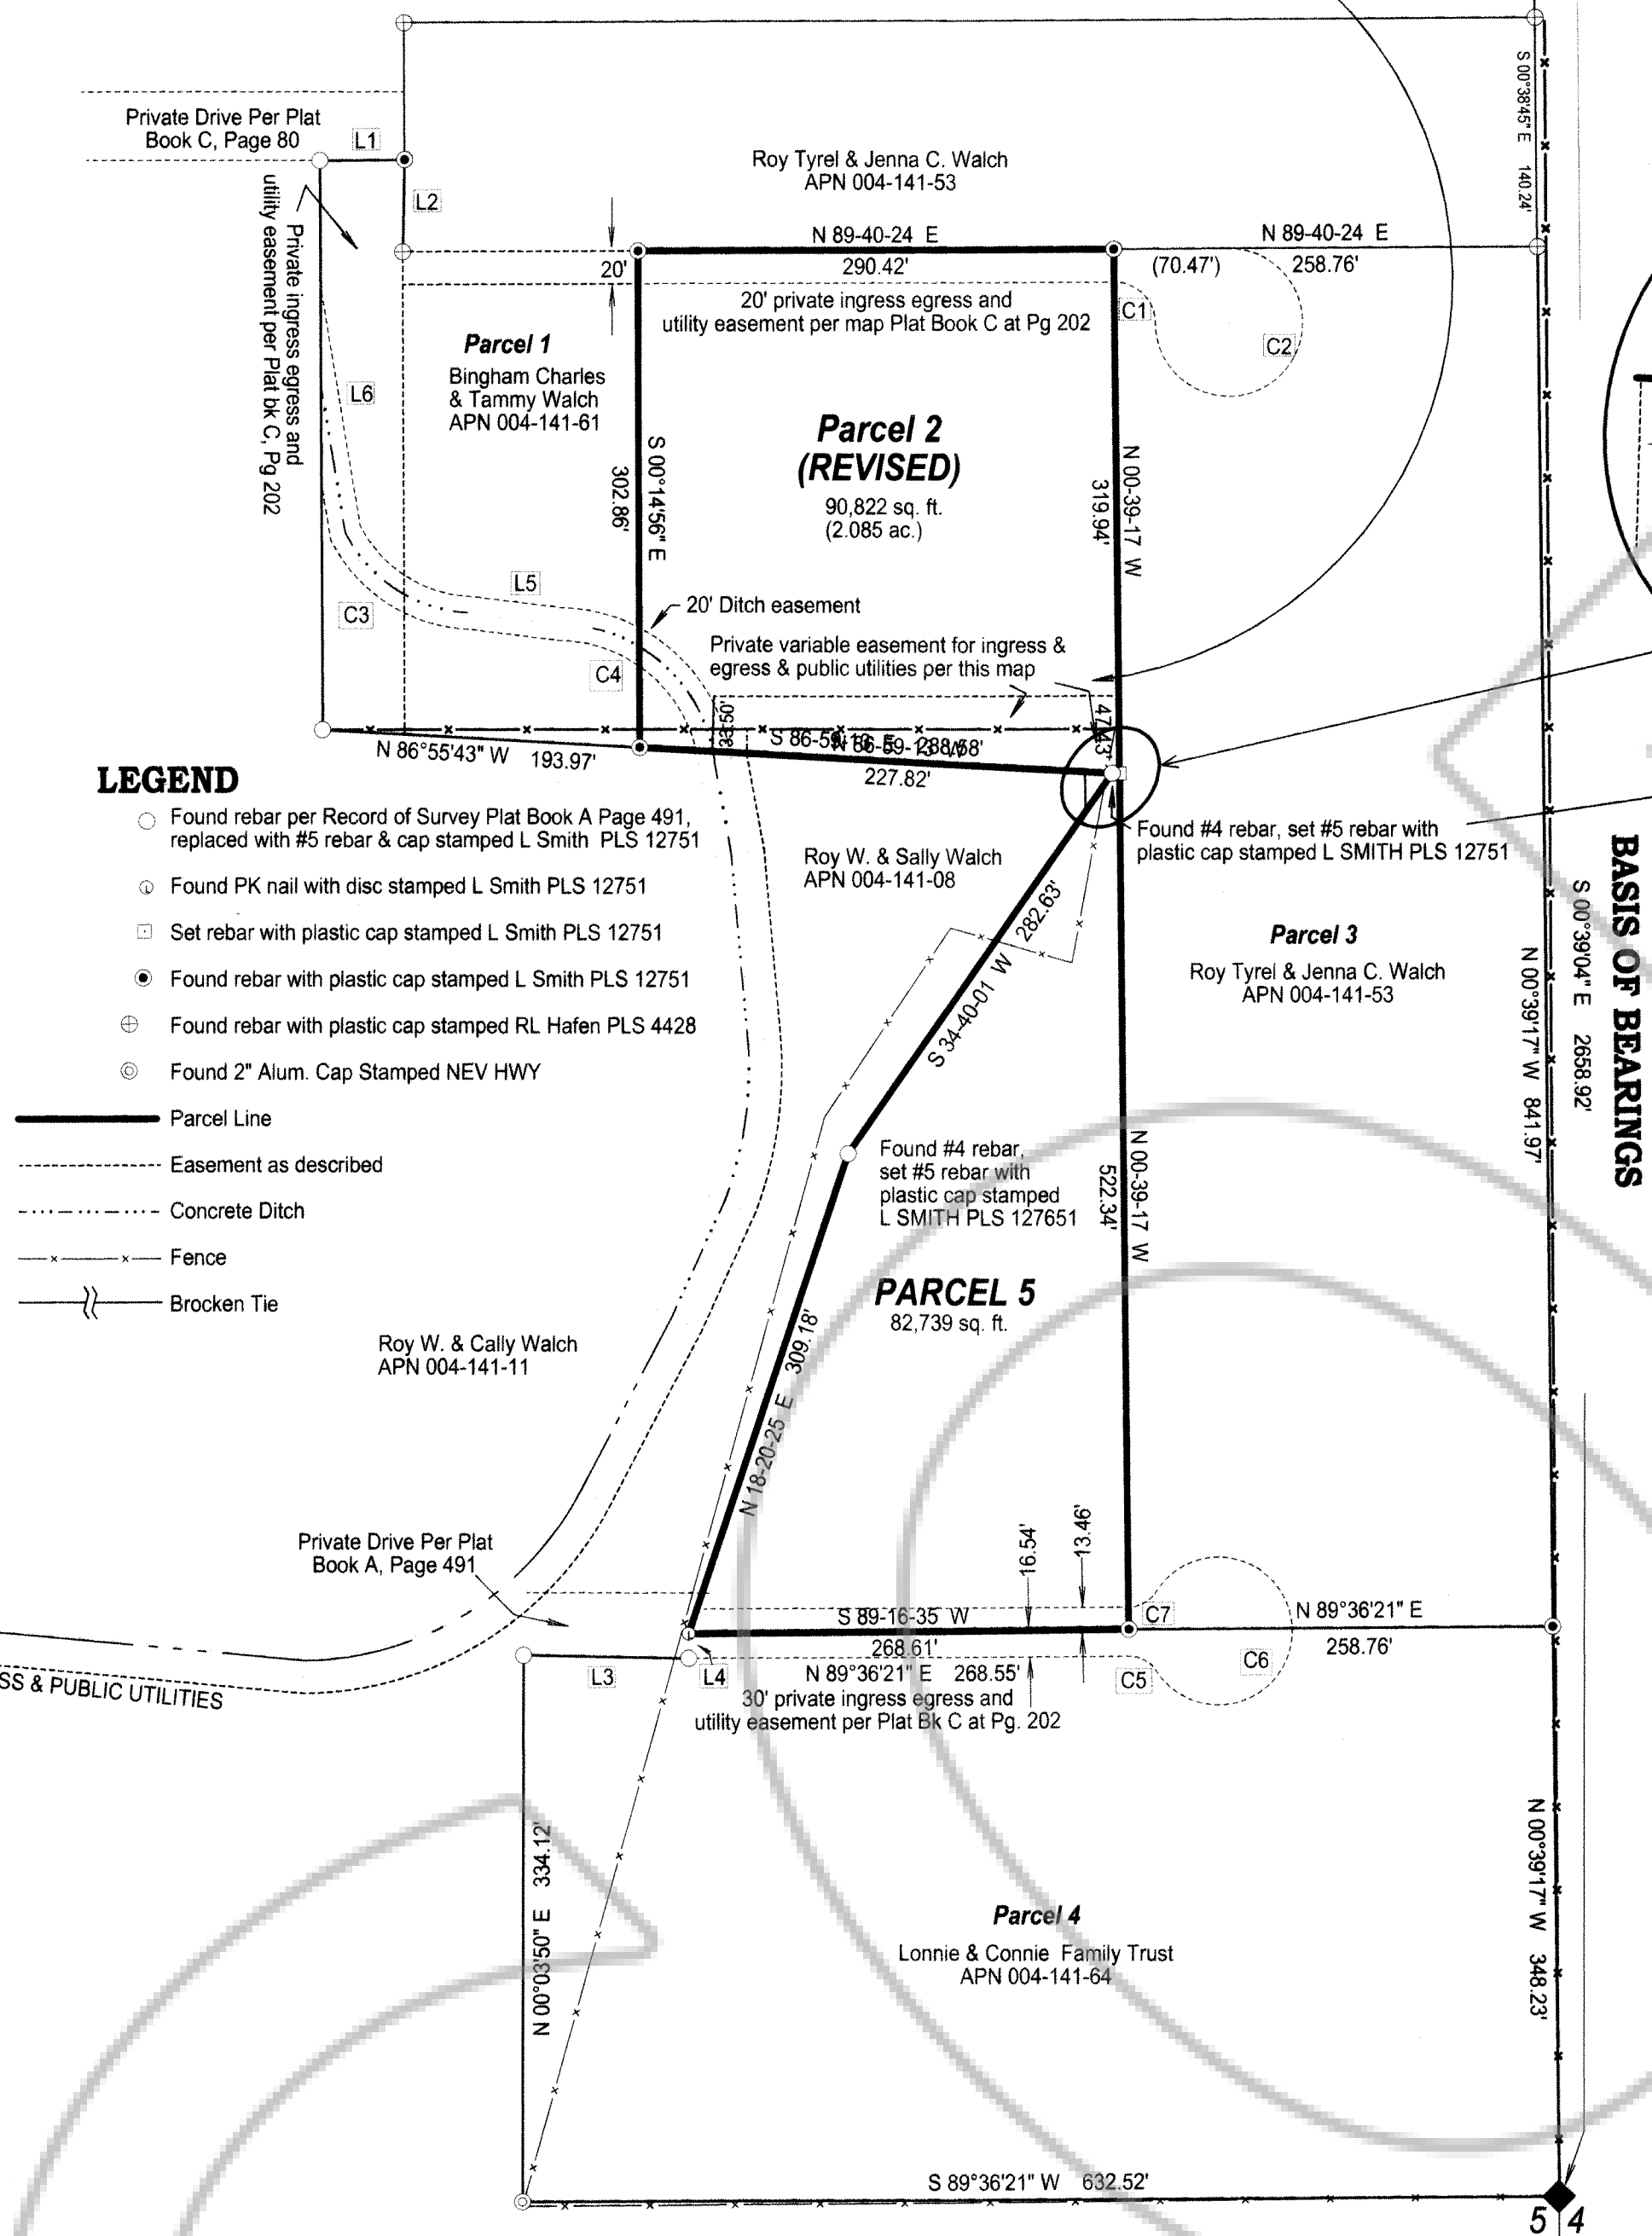 S 00°38'45" E 140.24'
Private Drive Per Plat
Book C, Page 80
L1
L2
Private ingress egress and
utility easement per Plat bk C, Pg 202
Roy Tyrel & Jenna C. Walch
APN 004-141-53
N 89-40-24 E
290.42'
N 89-40-24 E
(70.47')
258.76'
20'
20' private ingress egress and
utility easement per map Plat Book C at Pg 202
C1
C2
Parcel 1
Bingham Charles
& Tammy Walch
APN 004-141-61
L6
S 00°14'56" E
302.86'
Parcel 2
(REVISED)
90,822 sq. ft.
(2.085 ac.)
N 00-39-17 W
319.94'
L5
C3
C4
20' Ditch easement
Private variable easement for ingress &
egress & public utilities per this map
47.43'
N 86°55'43" W 193.97'
227.82'
LEGEND
Found rebar per Record of Survey Plat Book A Page 491,
replaced with #5 rebar & cap stamped L Smith PLS 12751
Found PK nail with disc stamped L Smith PLS 12751
Set rebar with plastic cap stamped L Smith PLS 12751
Found rebar with plastic cap stamped L Smith PLS 12751
Found rebar with plastic cap stamped RL Hafen PLS 4428
Found 2" Alum. Cap Stamped NEV HWY
Parcel Line
Easement as described
Concrete Ditch
Fence
Brocken Tie
Found #4 rebar, set #5 rebar with
plastic cap stamped L SMITH PLS 12751
Roy W. & Sally Walch
APN 004-141-08
S 34-40-01 W 282.63'
Parcel 3
Roy Tyrel & Jenna C. Walch
APN 004-141-53
BASIS OF BEARINGS
S 00°39'04" E 2658.92'
N 00°39'17" W 841.97'
Found #4 rebar,
set #5 rebar with
plastic cap stamped
L SMITH PLS 127651
N 00-39-17 W
522.34'
PARCEL 5
82,739 sq. ft.
N 18-20-25 E 309.18'
Roy W. & Cally Walch
APN 004-141-11
Private Drive Per Plat
Book A, Page 491
16.54'
13.46'
S 89-16-35 W
268.61'
C7
N 89°36'21" E
258.76'
C6
C5
L3
L4
N 89°36'21" E 268.55'
30' private ingress egress and
utility easement per Plat Bk C at Pg. 202
SS & PUBLIC UTILITIES
N 00°03'50" E 334.12'
Parcel 4
Lonnie & Connie Family Trust
APN 004-141-64
N 00°39'17" W 348.23'
S 89°36'21" W 632.52'
5 4